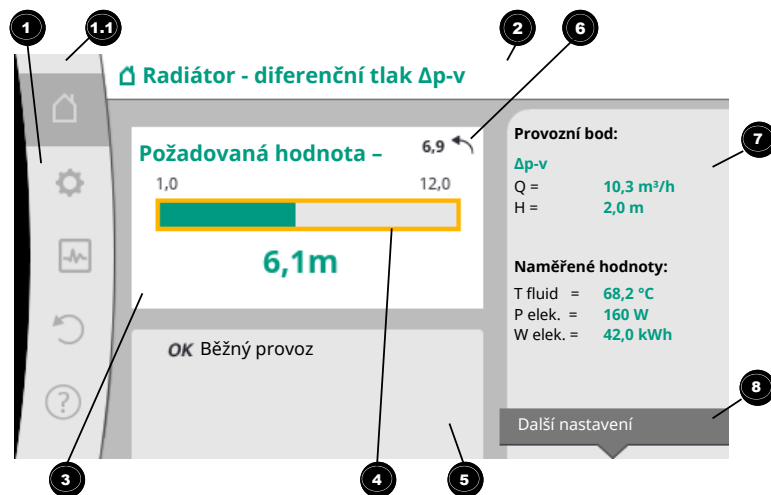 1
1.1
2
6
Radiátor - diferenční tlak Δp-v
Požadovaná hodnota –
6,9
1,0
12,0
6,1m
OK Běžný provoz
Provozní bod:
7
Δp-v
Q = 10,3 m³/h
H = 2,0 m
Naměřené hodnoty:
T fluid = 68,2 °C
P elek. = 160 W
W elek. = 42,0 kWh
8
Další nastavení
3
4
5